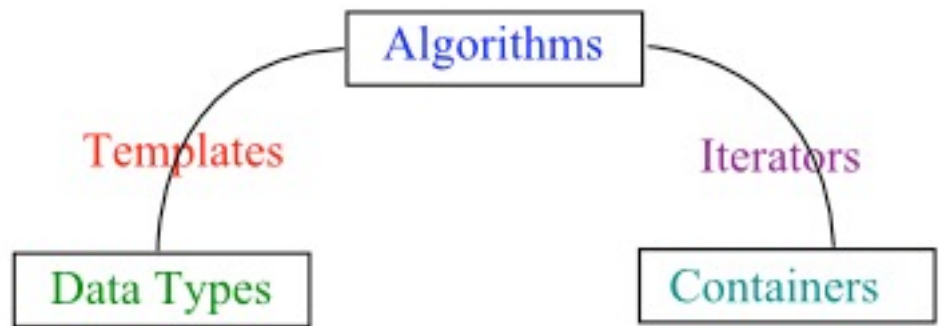 Algorithms
Templates
Iterators
Data Types
Containers